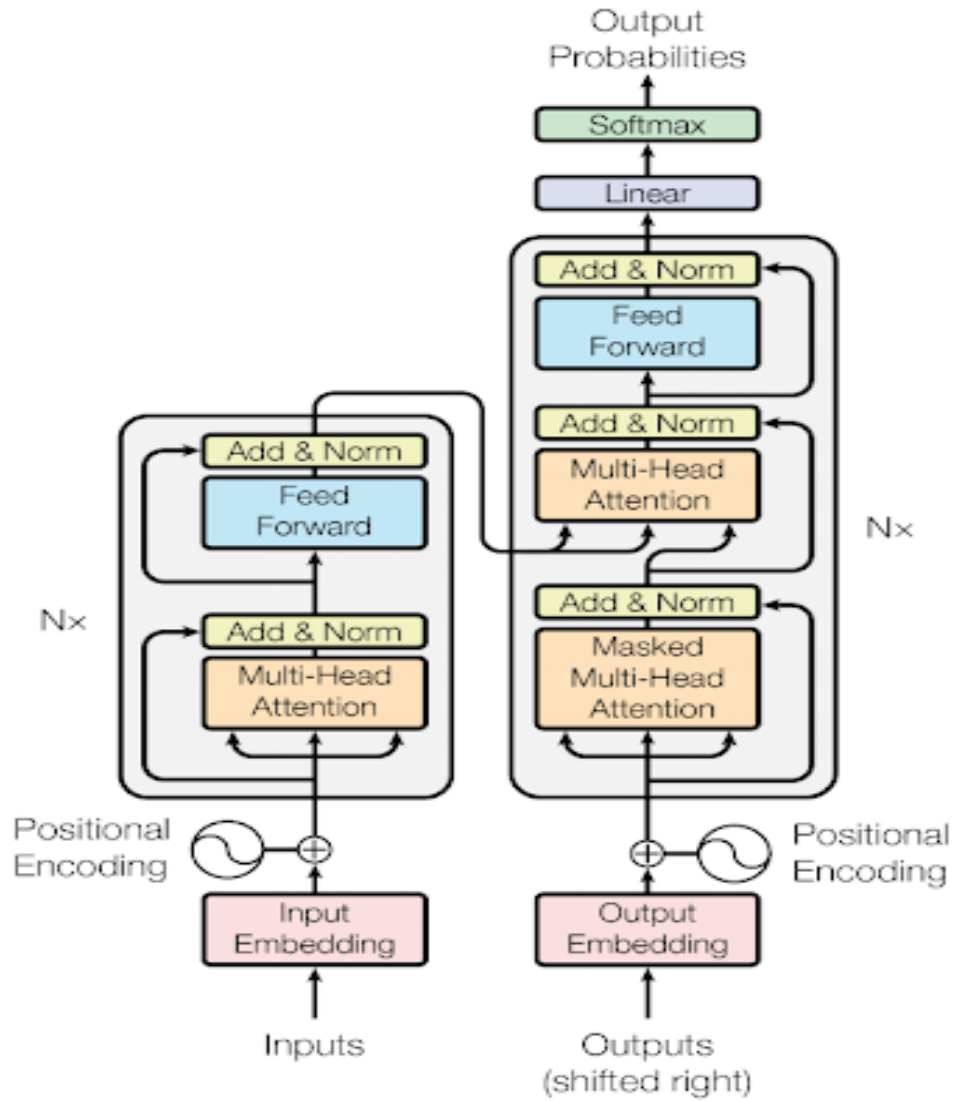 Output
Probabilities
Softmax
Linear
Add & Norm
Feed
Forward
Add & Norm
Multi-Head
Attention
Nx
Add & Norm
Masked
Multi-Head
Attention
Add & Norm
Feed
Forward
Nx
Add & Norm
Multi-Head
Attention
Positional
Encoding
Positional
Encoding
Input
Embedding
Output
Embedding
Inputs
Outputs
(shifted right)